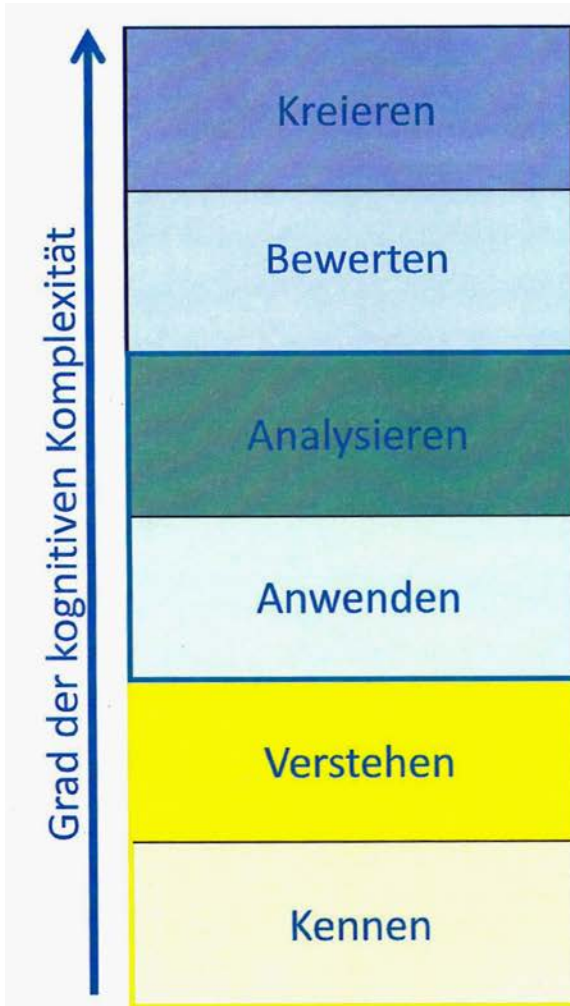 Grad der kognitiven Komplexität
Kreieren
Bewerten
Analysieren
Anwenden
Verstehen
Kennen